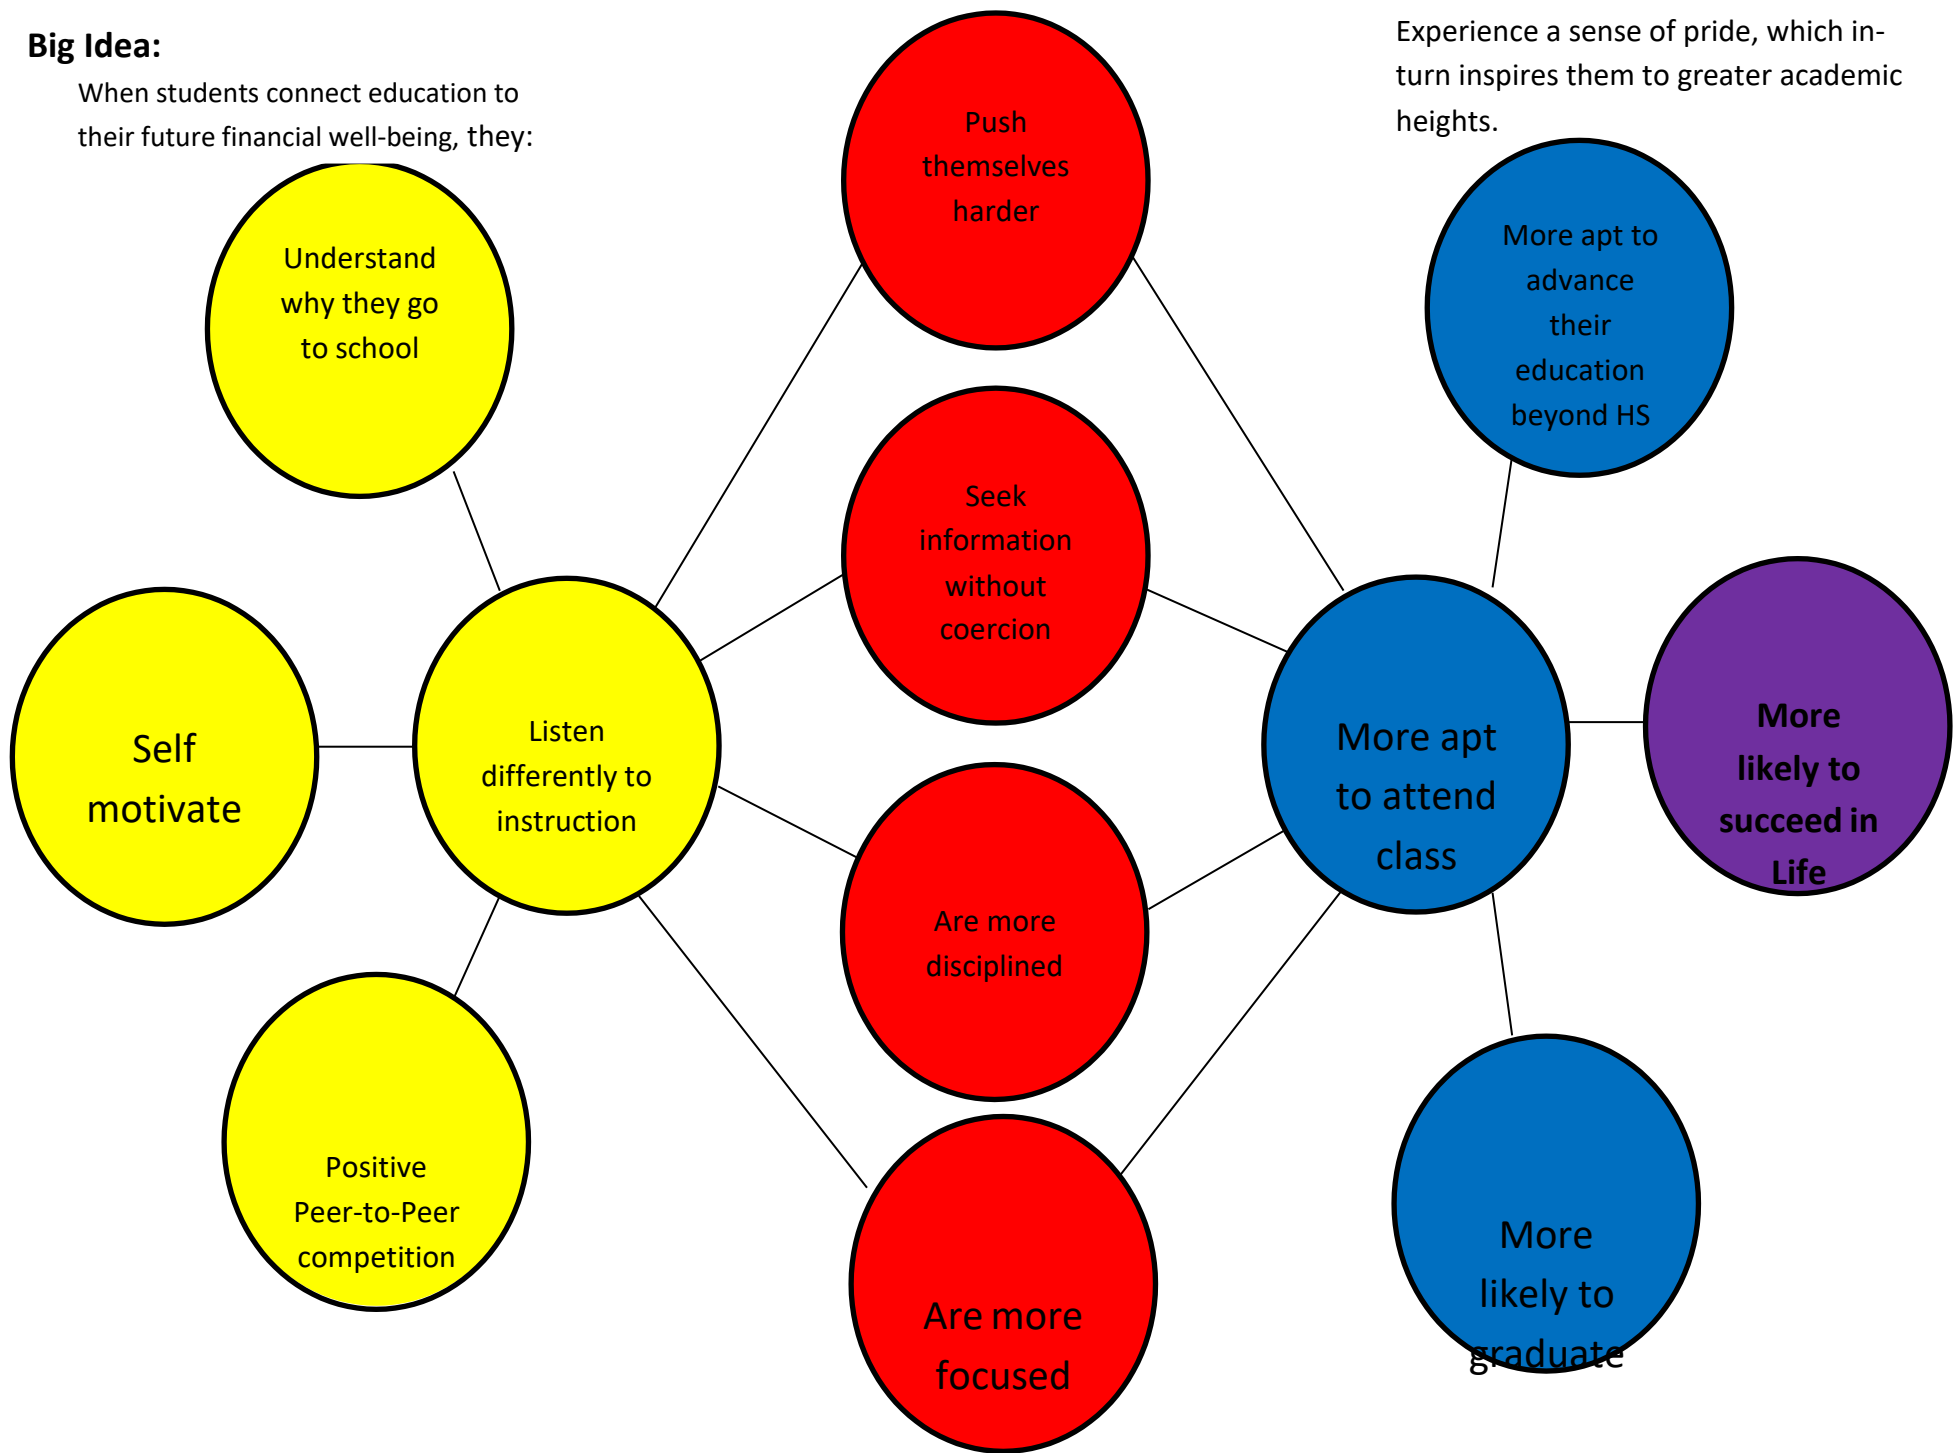 Big Idea:
When students connect education to
their future financial well-being, they:
Experience a sense of pride, which in-
turn inspires them to greater academic
heights.
Understand
why they go
to school
Self
motivate
Listen
differently to
instruction
Positive
Peer-to-Peer
competition
Push
themselves
harder
Seek
information
without
coercion
Are more
disciplined
Are more
focused
More apt to
advance
their
education
beyond HS
More apt
to attend
class
More
likely to
graduate
More
likely to
succeed in
Life